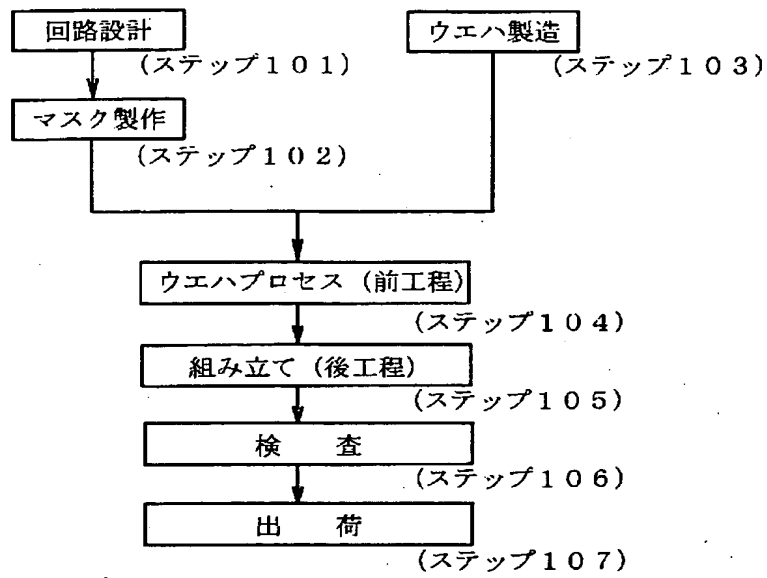 回路設計
(ステップ101)
ウエハ製造
(ステップ103)
マスク製作
(ステップ102)
ウエハプロセス (前工程)
(ステップ104)
組み立て (後工程)
(ステップ105)
検 査
(ステップ106)
出 荷
(ステップ107)